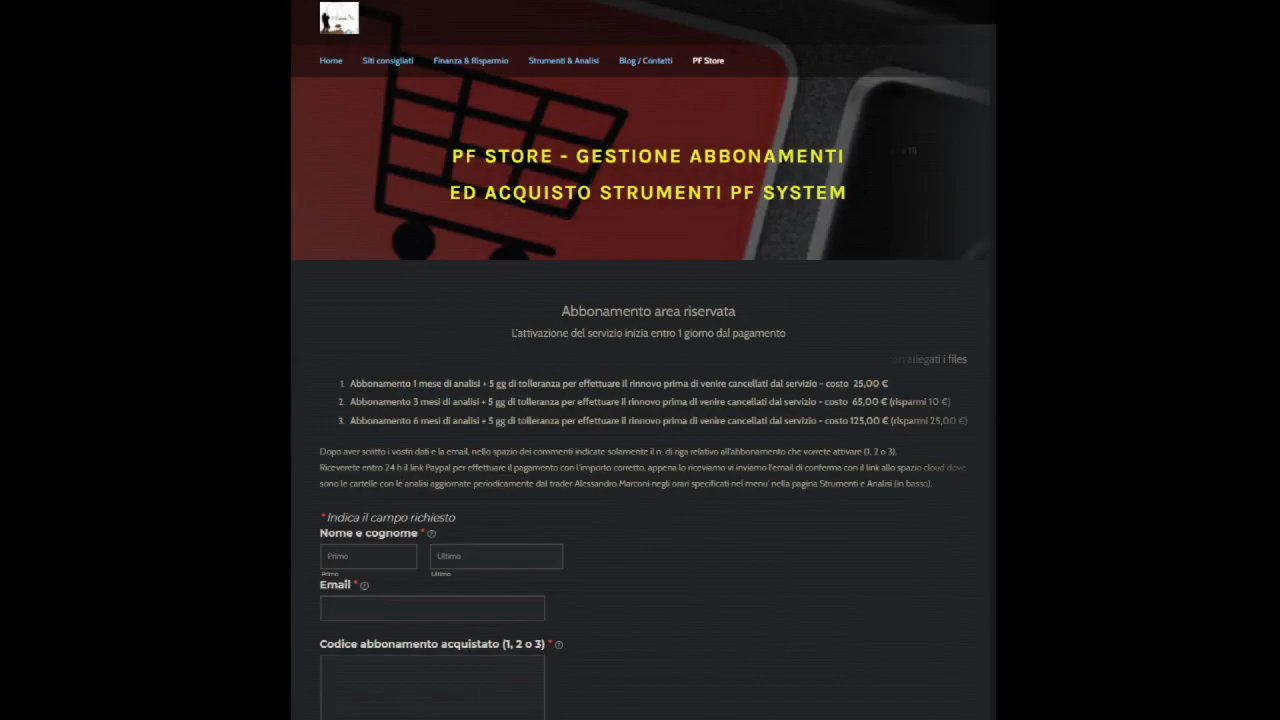 Home Siti consigliati Finanza & Risparmio Strumenti & Analisi Blog / Contatti PF Store
PF STORE - GESTIONE ABBONAMENTI
ED ACQUISTO STRUMENTI PF SYSTEM
Abbonamento area riservata
L'attivazione del servizio inizia entro 1 giorno dal pagamento
allegati i files
1. Abbonamento 1 mese di analisi + 5 gg di tolleranza per effettuare il rinnovo prima di venire cancellati dal servizio - costo 25,00 €
2. Abbonamento 3 mesi di analisi + 5 gg di tolleranza per effettuare il rinnovo prima di venire cancellati dal servizio - costo 65,00 € (risparmi 10 €)
3. Abbonamento 6 mesi di analisi + 5 gg di tolleranza per effettuare il rinnovo prima di venire cancellati dal servizio - costo 125,00 € (risparmi 25,00 €)
Dopo aver scritto i vostri dati e la email, nello spazio dei commenti indicate solamente il n. di riga relativo all'abbonamento che vorrete attivare (1, 2 o 3).
Riceverete entro 24 h il link Paypal per effettuare il pagamento con l'importo corretto, appena lo riceviamo vi inviamo l'email di conferma con il link allo spazio cloud dove
sono le cartelle con le analisi aggiornate periodicamente dal trader Alessandro Marconi negli orari specificati nel menu' nella pagina Strumenti e Analisi (in basso).
* Indica il campo richiesto
Nome e cognome *
Primo Ultimo
Primo Ultimo
Email *
Codice abbonamento acquistato (1, 2 o 3) *